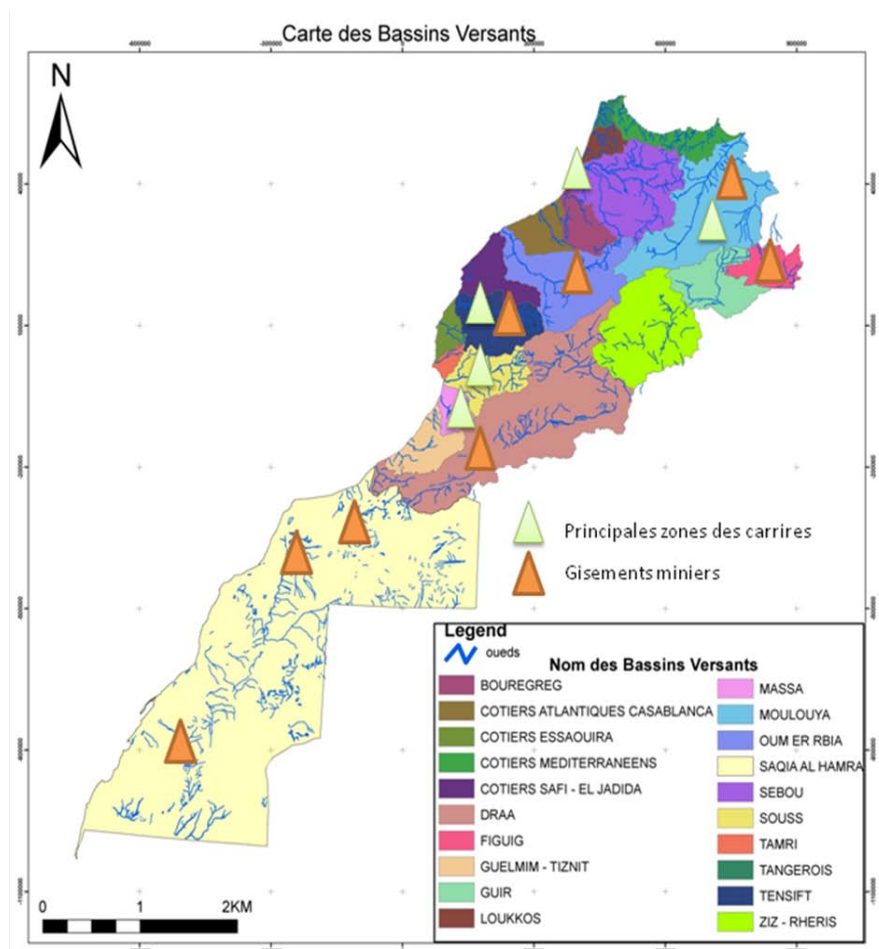 Carte des Bassins Versants
N
Principales zones des carrires
Gisements miniers
Legend
oueds
Nom des Bassins Versants
BOUREGREG
COTIERS ATLANTIQUES CASABLANCA
COTIERS ESSAOUIRA
COTIERS MEDITERRANEENS
COTIERS SAFI - EL JADIDA
DRAA
FIGUIG
GUELMIM - TIZNIT
GUIR
LOUKKOS
MASSA
MOULOUYA
OUM ER RBIA
SAQIA AL HAMRA
SEBOU
SOUSS
TAMRI
TANGEROIS
TENSIFT
ZIZ - RHERIS
0 1 2KM